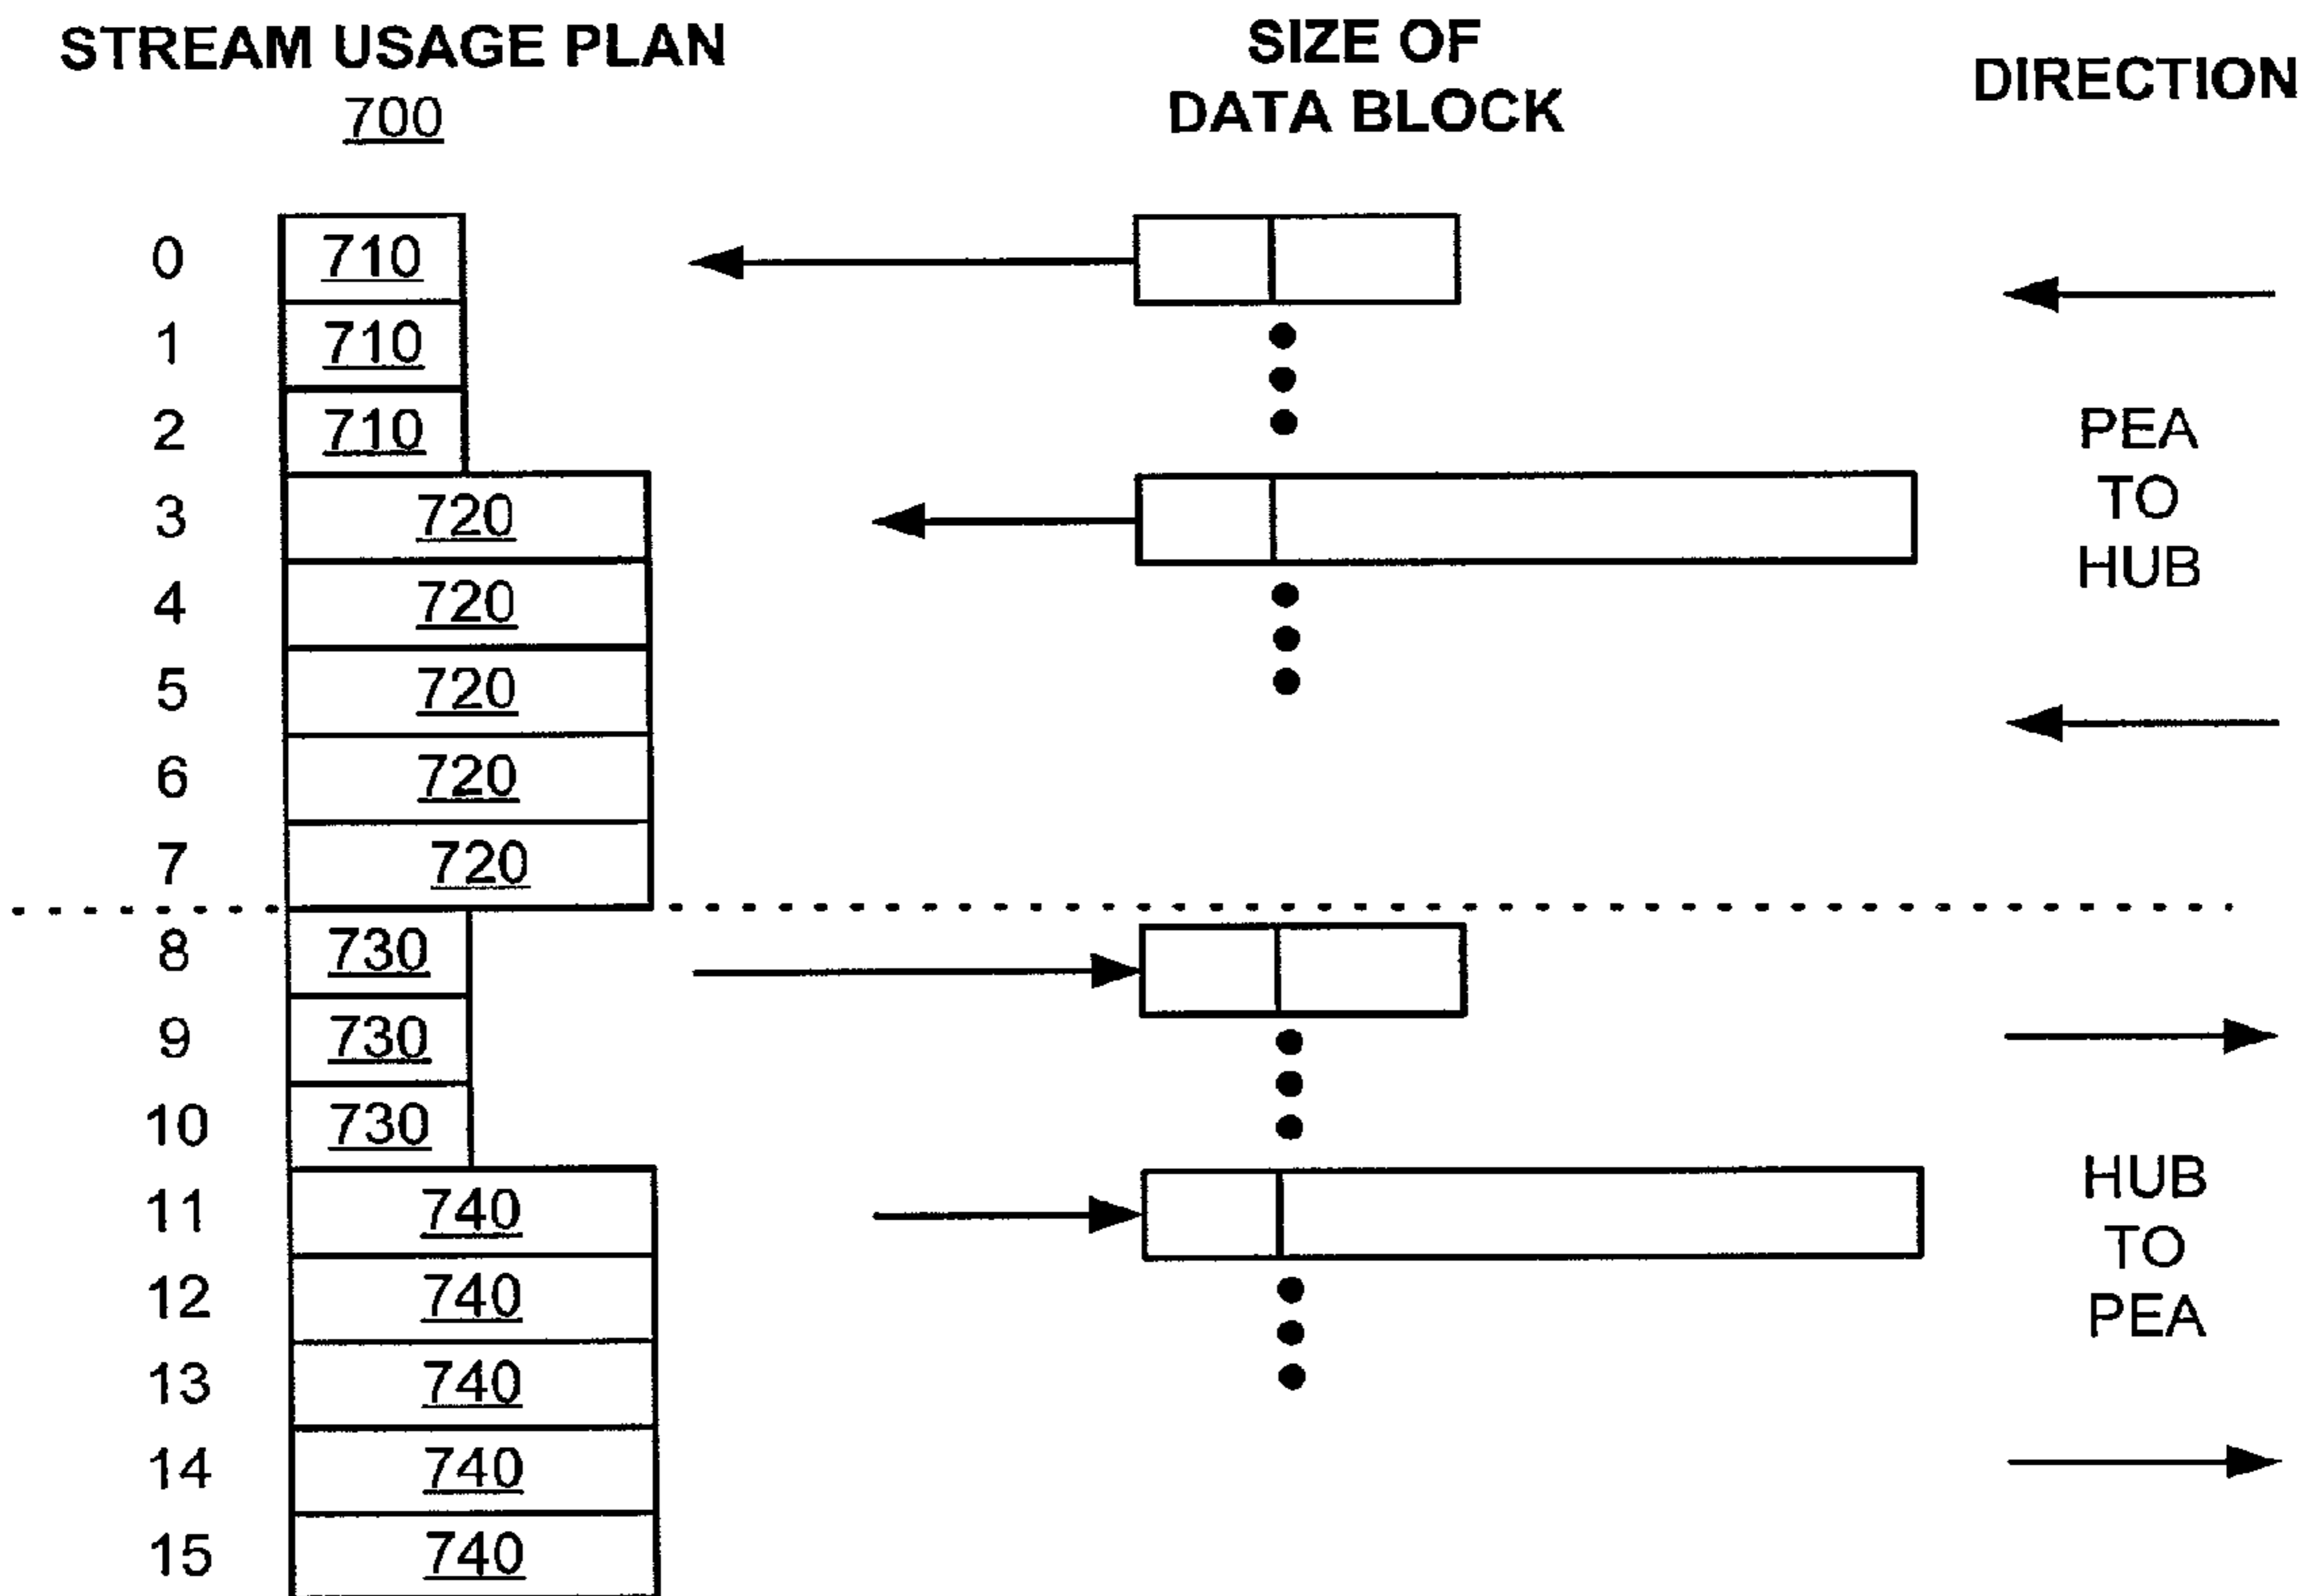 STREAM USAGE PLAN
700
SIZE OF
DATA BLOCK
DIRECTION
0 710
1 710
2 710
3 720
4 720
5 720
6 720
7 720
PEA
TO
HUB
8 730
9 730
10 730
11 740
12 740
13 740
14 740
15 740
HUB
TO
PEA